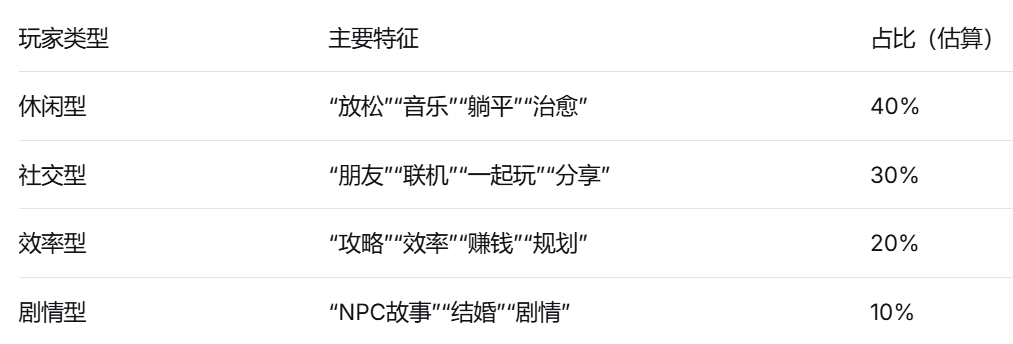 玩家类型 主要特征 占比（估算）
休闲型 “放松”“音乐”“躺平”“治愈” 40%
社交型 “朋友”“联机”“一起玩”“分享” 30%
效率型 “攻略”“效率”“赚钱”“规划” 20%
剧情型 “NPC故事”“结婚”“剧情” 10%